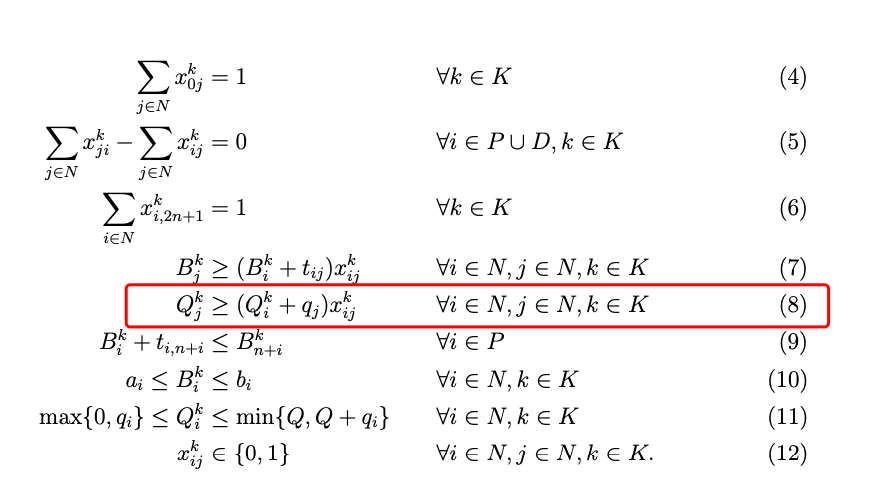 ∑_{j∈N} x^k_{0j} = 1 ∀k ∈ K (4)
∑_{j∈N} x^k_{ji} − ∑_{j∈N} x^k_{ij} = 0 ∀i ∈ P ∪ D, k ∈ K (5)
∑_{i∈N} x^k_{i,2n+1} = 1 ∀k ∈ K (6)
B^k_j ≥ (B^k_i + t_{ij})x^k_{ij} ∀i ∈ N, j ∈ N, k ∈ K (7)
Q^k_j ≥ (Q^k_i + q_j)x^k_{ij} ∀i ∈ N, j ∈ N, k ∈ K (8)
B^k_i + t_{i,n+i} ≤ B^k_{n+i} ∀i ∈ P (9)
a_i ≤ B^k_i ≤ b_i ∀i ∈ N, k ∈ K (10)
max{0, q_i} ≤ Q^k_i ≤ min{Q, Q + q_i} ∀i ∈ N, k ∈ K (11)
x^k_{ij} ∈ {0, 1} ∀i ∈ N, j ∈ N, k ∈ K. (12)